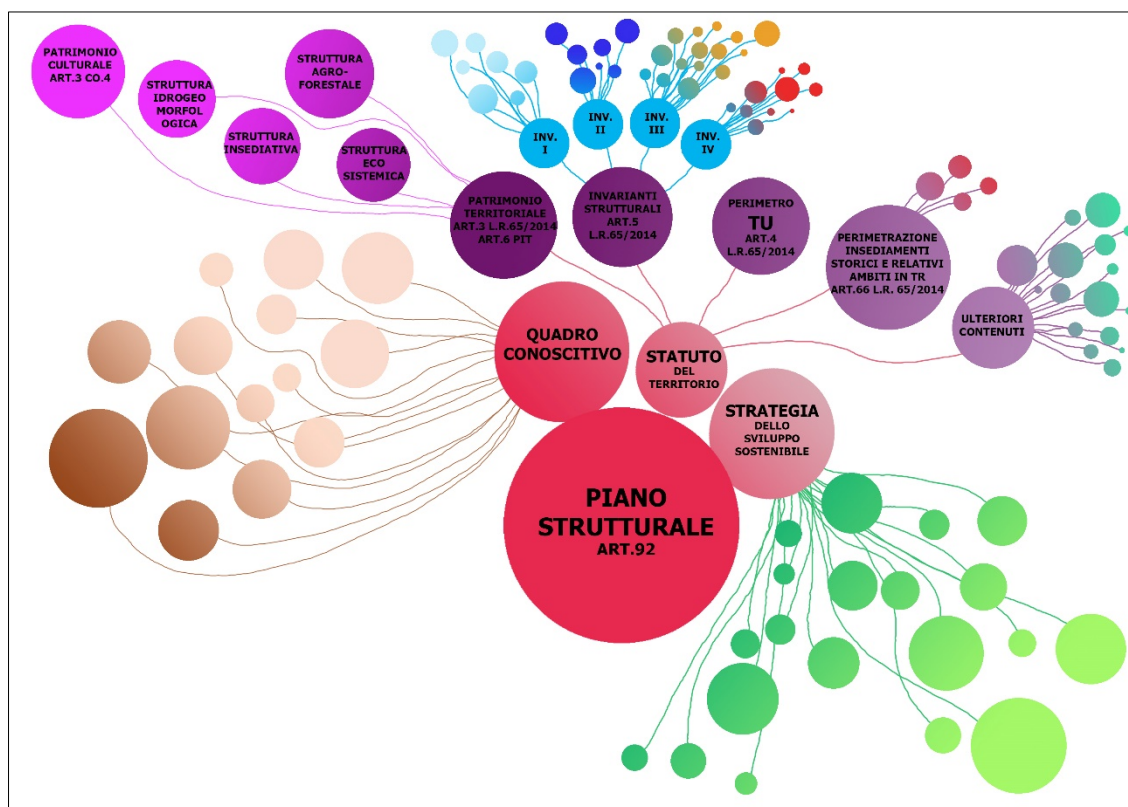 PATRIMONIO
CULTURALE
ART.3 CO.4
STRUTTURA
IDROGEO
MORFOL
OGICA
STRUTTURA
AGRO-
FORESTALE
STRUTTURA
INSEDIATIVA
STRUTTURA
ECO
SISTEMICA
INV.
I
INV.
II
INV.
III
INV.
IV
PATRIMONIO
TERRITORIALE
ART.3 L.R.65/2014
ART.6 PIT
INVARIANTI
STRUTTURALI
ART.5
L.R.65/2014
PERIMETRO
TU
ART.4
L.R.65/2014
PERIMETRAZIONE
INSEDIAMENTI
STORICI E RELATIVI
AMBITI IN TR
ART.66 L.R. 65/2014
ULTERIORI
CONTENUTI
QUADRO
CONOSCITIVO
STATUTO
DEL
TERRITORIO
STRATEGIA
DELLO
SVILUPPO
SOSTENIBILE
PIANO
STRUTTURALE
ART.92